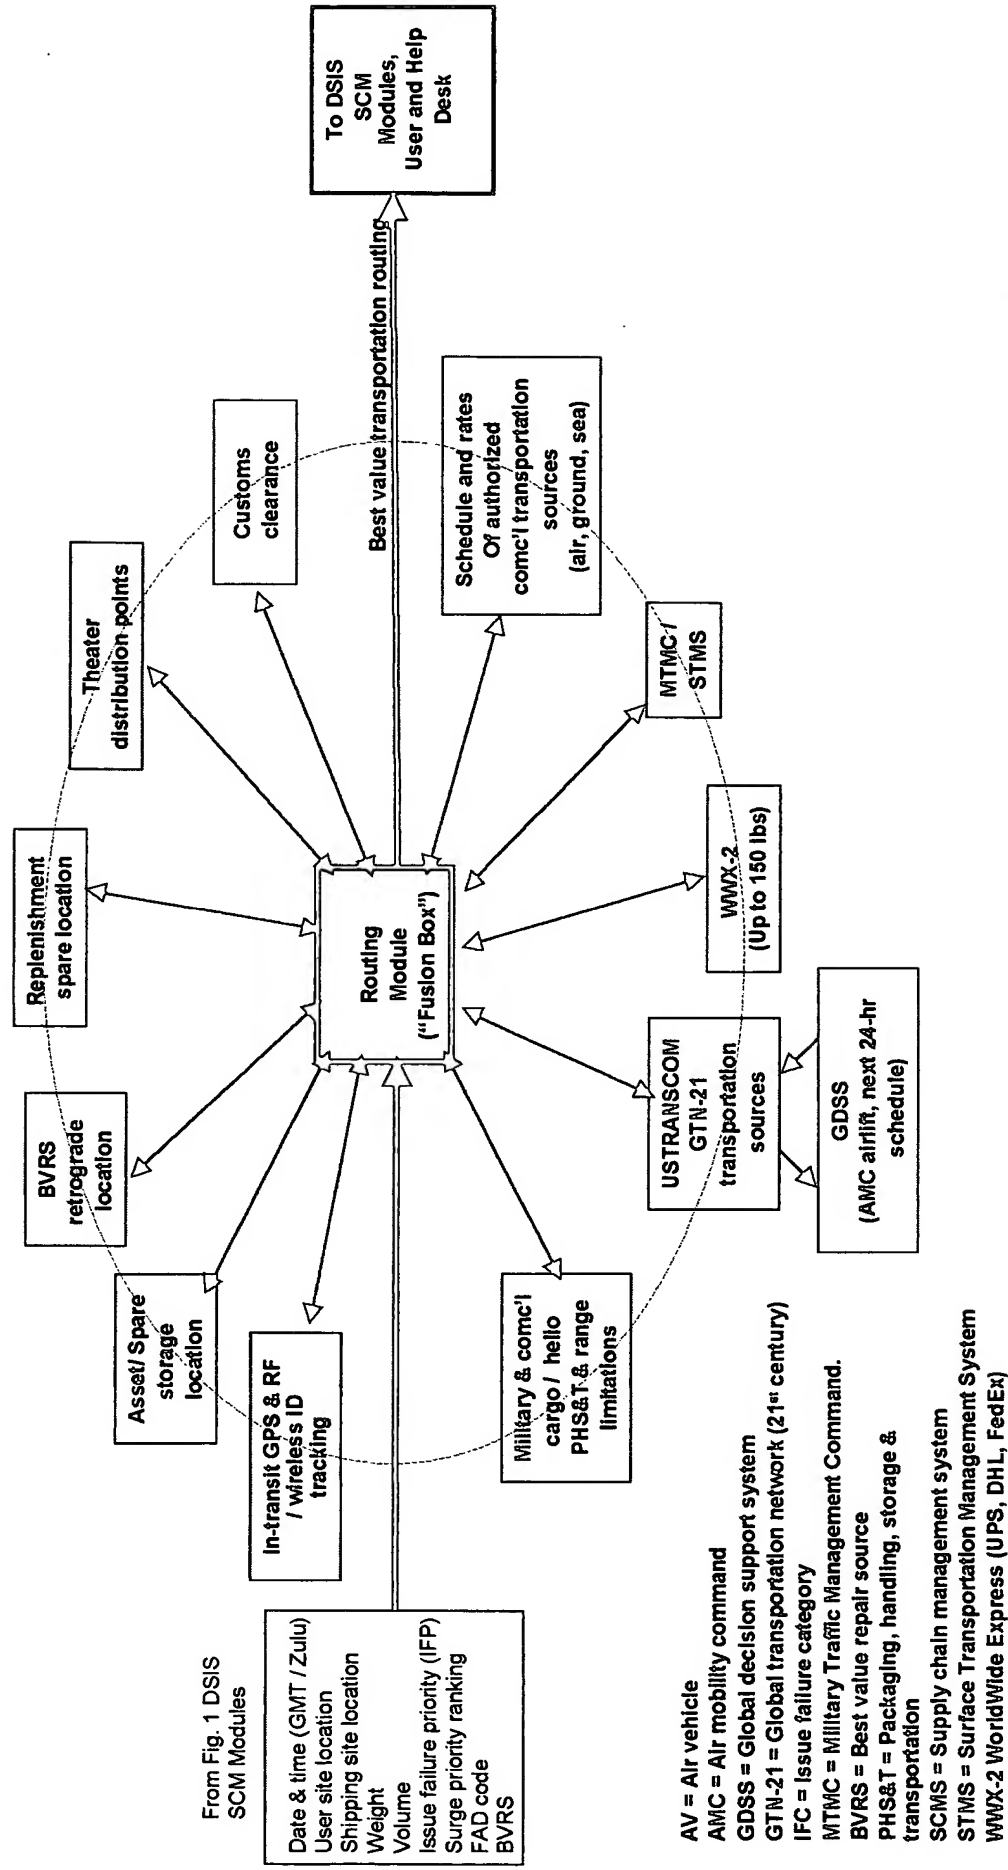 From Fig. 1 DSIS
SCM Modules
Date & time (GMT / Zulu)
User site location
Shipping site location
Weight
Volume
Issue failure priority (IFP)
Surge priority ranking
FAD code
BVRS
In-transit GPS & RF
/ wireless ID
tracking
Asset/ Spare
storage
location
BVRS
retrograde
location
Replenishment
spare location
Theater
distribution points
Customs
clearance
Best value transportation routing
To DSIS
SCM
Modules,
User and Help
Desk
Routing
Module
("Fusion Box")
Military & comc'l
cargo / helo
PHS&T & range
limitations
USTRANSCOM
GTN-21
transportation
sources
GDSS
(AMC airlift, next 24-hr
schedule)
WWX-2
(Up to 150 lbs)
MTMC /
STMS
Schedule and rates
Of authorized
comc'l transportation
sources
(air, ground, sea)
AV = Air vehicle
AMC = Air mobility command
GDSS = Global decision support system
GTN-21 = Global transportation network (21st century)
IFC = Issue failure category
MTMC = Military Traffic Management Command.
BVRS = Best value repair source
PHS&T = Packaging, handling, storage &
transportation
SCMS = Supply chain management system
STMS = Surface Transportation Management System
WWX-2 WorldWide Express (UPS, DHL, FedEx)